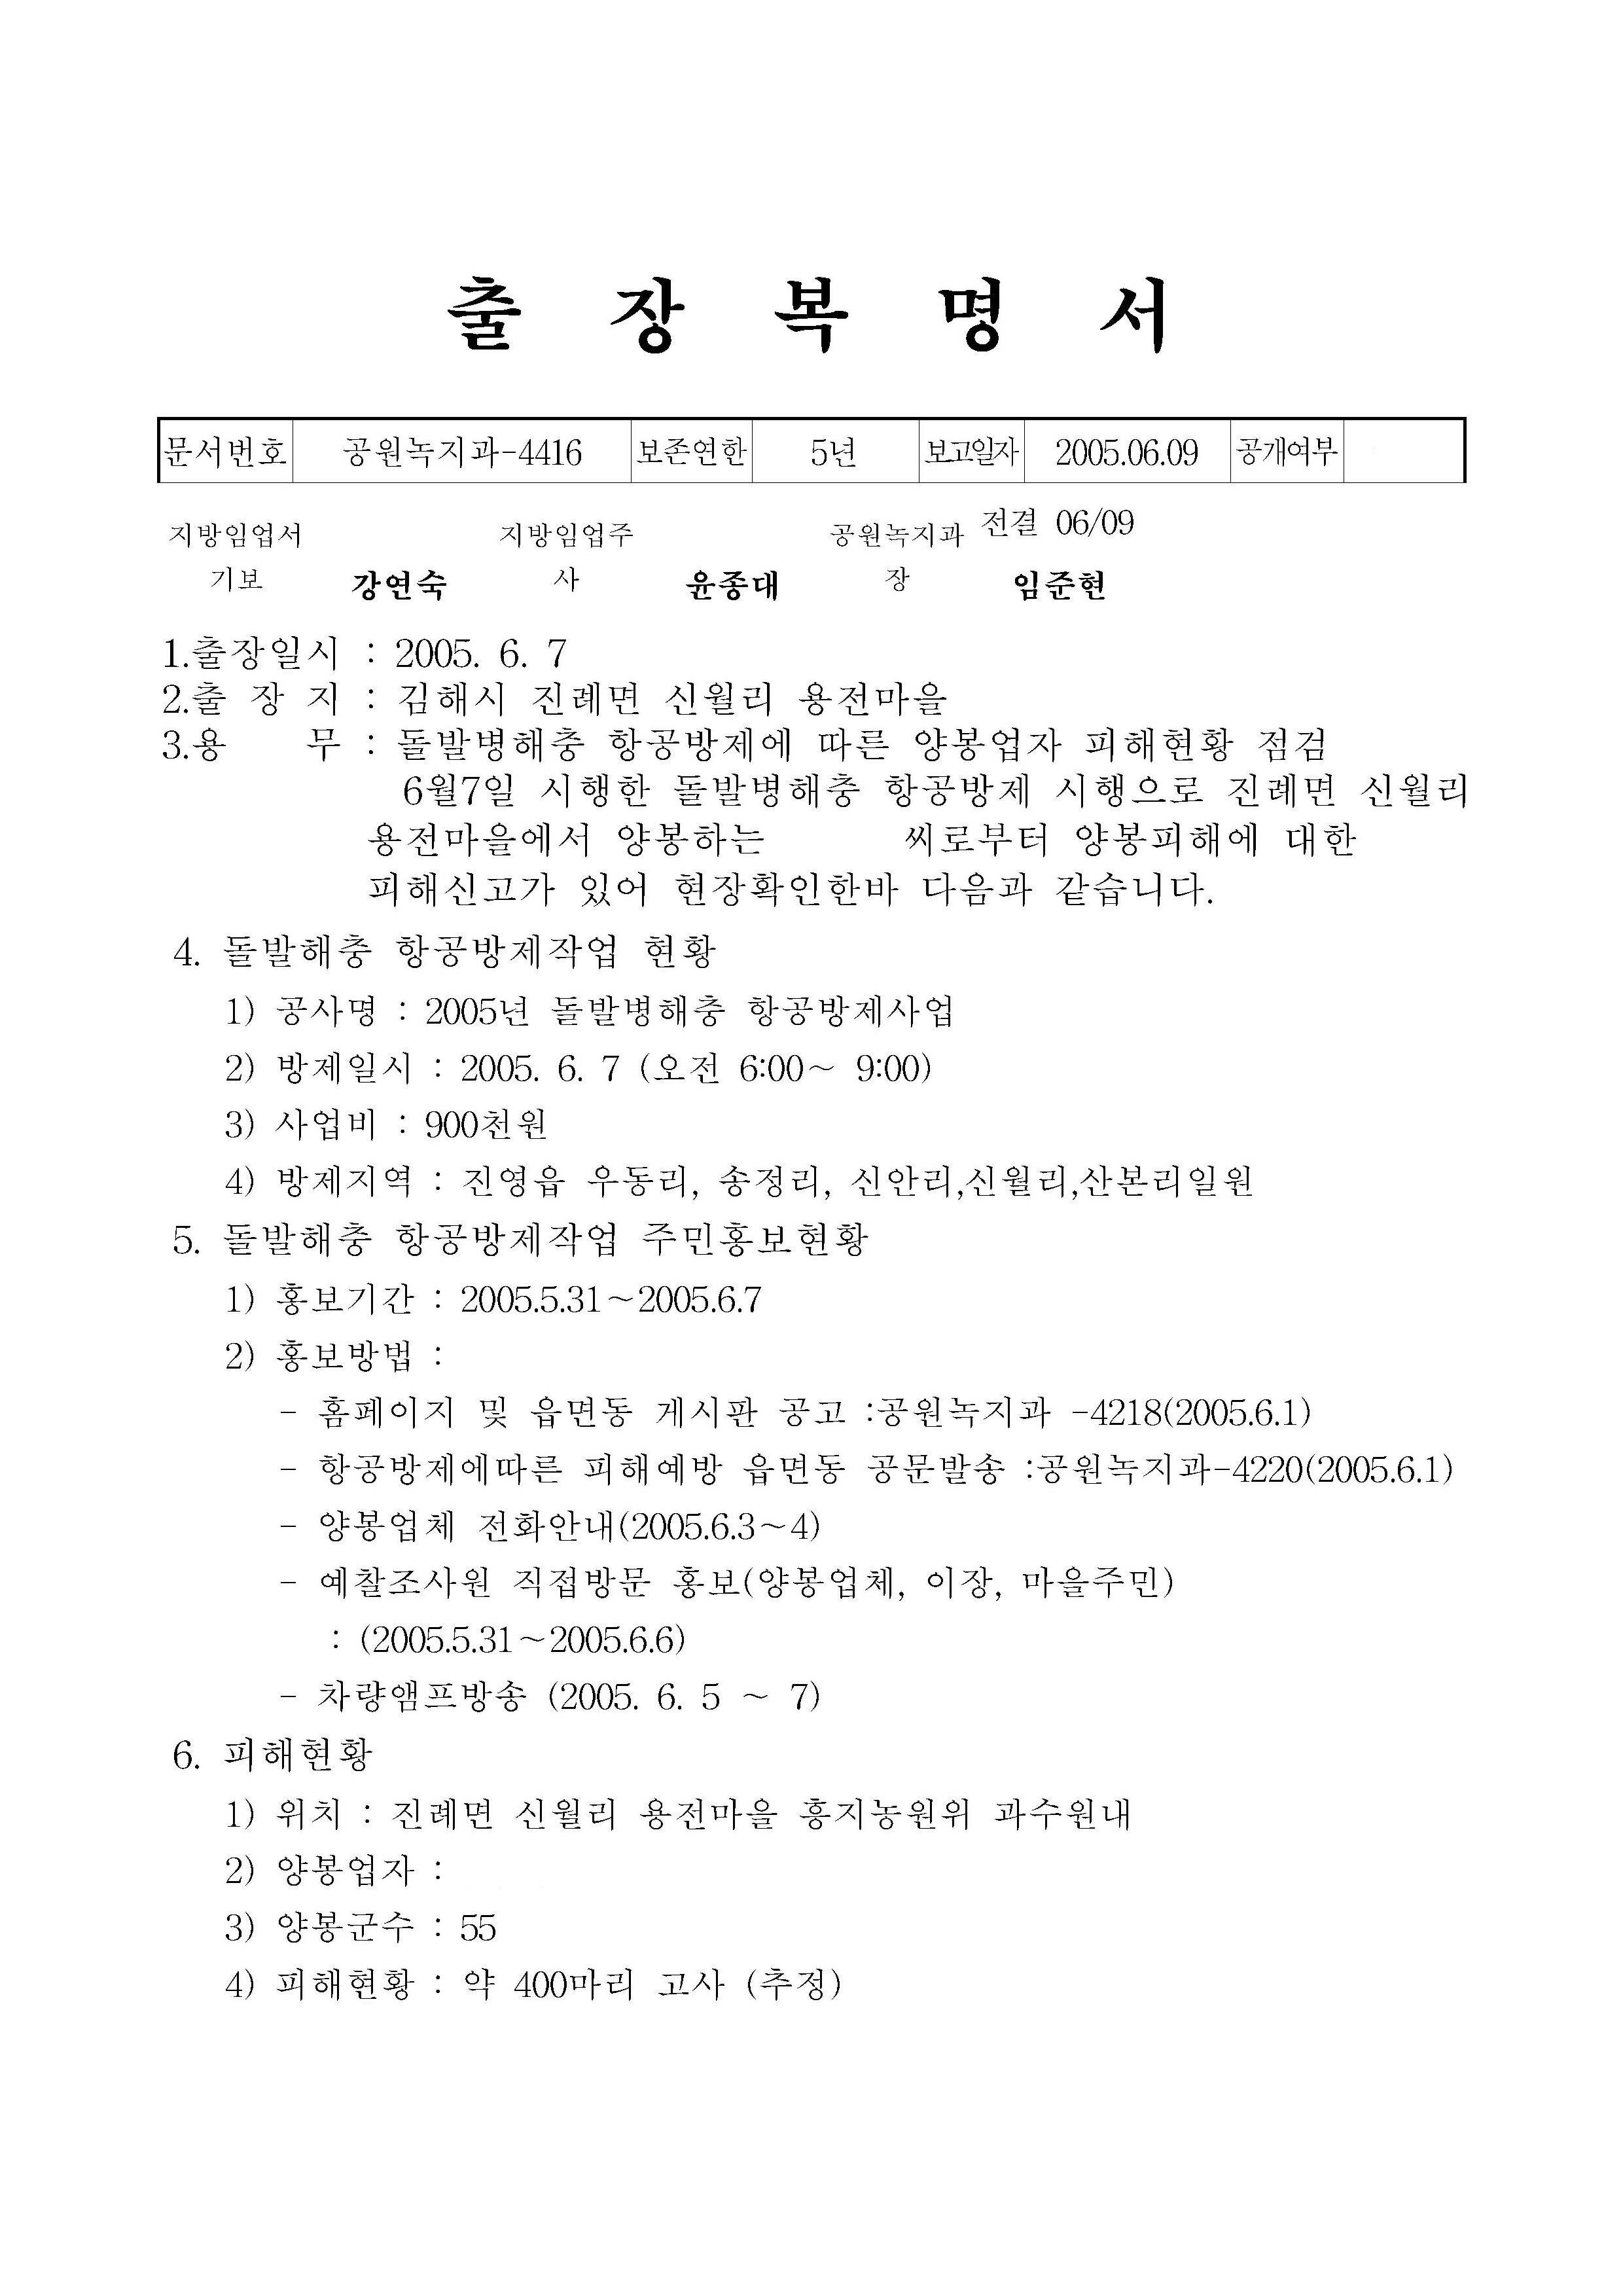 출 장 복 명 서
문서번호 공원녹지과-4416 보존연한 5년 보고일자 2005.06.09 공개여부
지방임업서 지방임업주 공원녹지과 전결 06/09
기보 강연숙 사 윤종대 장 임준현
1.출장일시 : 2005. 6. 7
2.출 장 지 : 김해시 진례면 신월리 용전마을
3.용 무 : 돌발병해충 항공방제에 따른 양봉업자 피해현황 점검
6월7일 시행한 돌발병해충 항공방제 시행으로 진례면 신월리
용전마을에서 양봉하는 씨로부터 양봉피해에 대한
피해신고가 있어 현장확인한바 다음과 같습니다.
4. 돌발해충 항공방제작업 현황
1) 공사명 : 2005년 돌발병해충 항공방제사업
2) 방제일시 : 2005. 6. 7 (오전 6:00~ 9:00)
3) 사업비 : 900천원
4) 방제지역 : 진영읍 우동리, 송정리, 신안리,신월리,산본리일원
5. 돌발해충 항공방제작업 주민홍보현황
1) 홍보기간 : 2005.5.31~2005.6.7
2) 홍보방법 :
- 홈페이지 및 읍면동 게시판 공고 :공원녹지과 -4218(2005.6.1)
- 항공방제에따른 피해예방 읍면동 공문발송 :공원녹지과-4220(2005.6.1)
- 양봉업체 전화안내(2005.6.3~4)
- 예찰조사원 직접방문 홍보(양봉업체, 이장, 마을주민)
: (2005.5.31~2005.6.6)
- 차량앰프방송 (2005. 6. 5 ~ 7)
6. 피해현황
1) 위치 : 진례면 신월리 용전마을 흥지농원위 과수원내
2) 양봉업자 :
3) 양봉군수 : 55
4) 피해현황 : 약 400마리 고사 (추정)